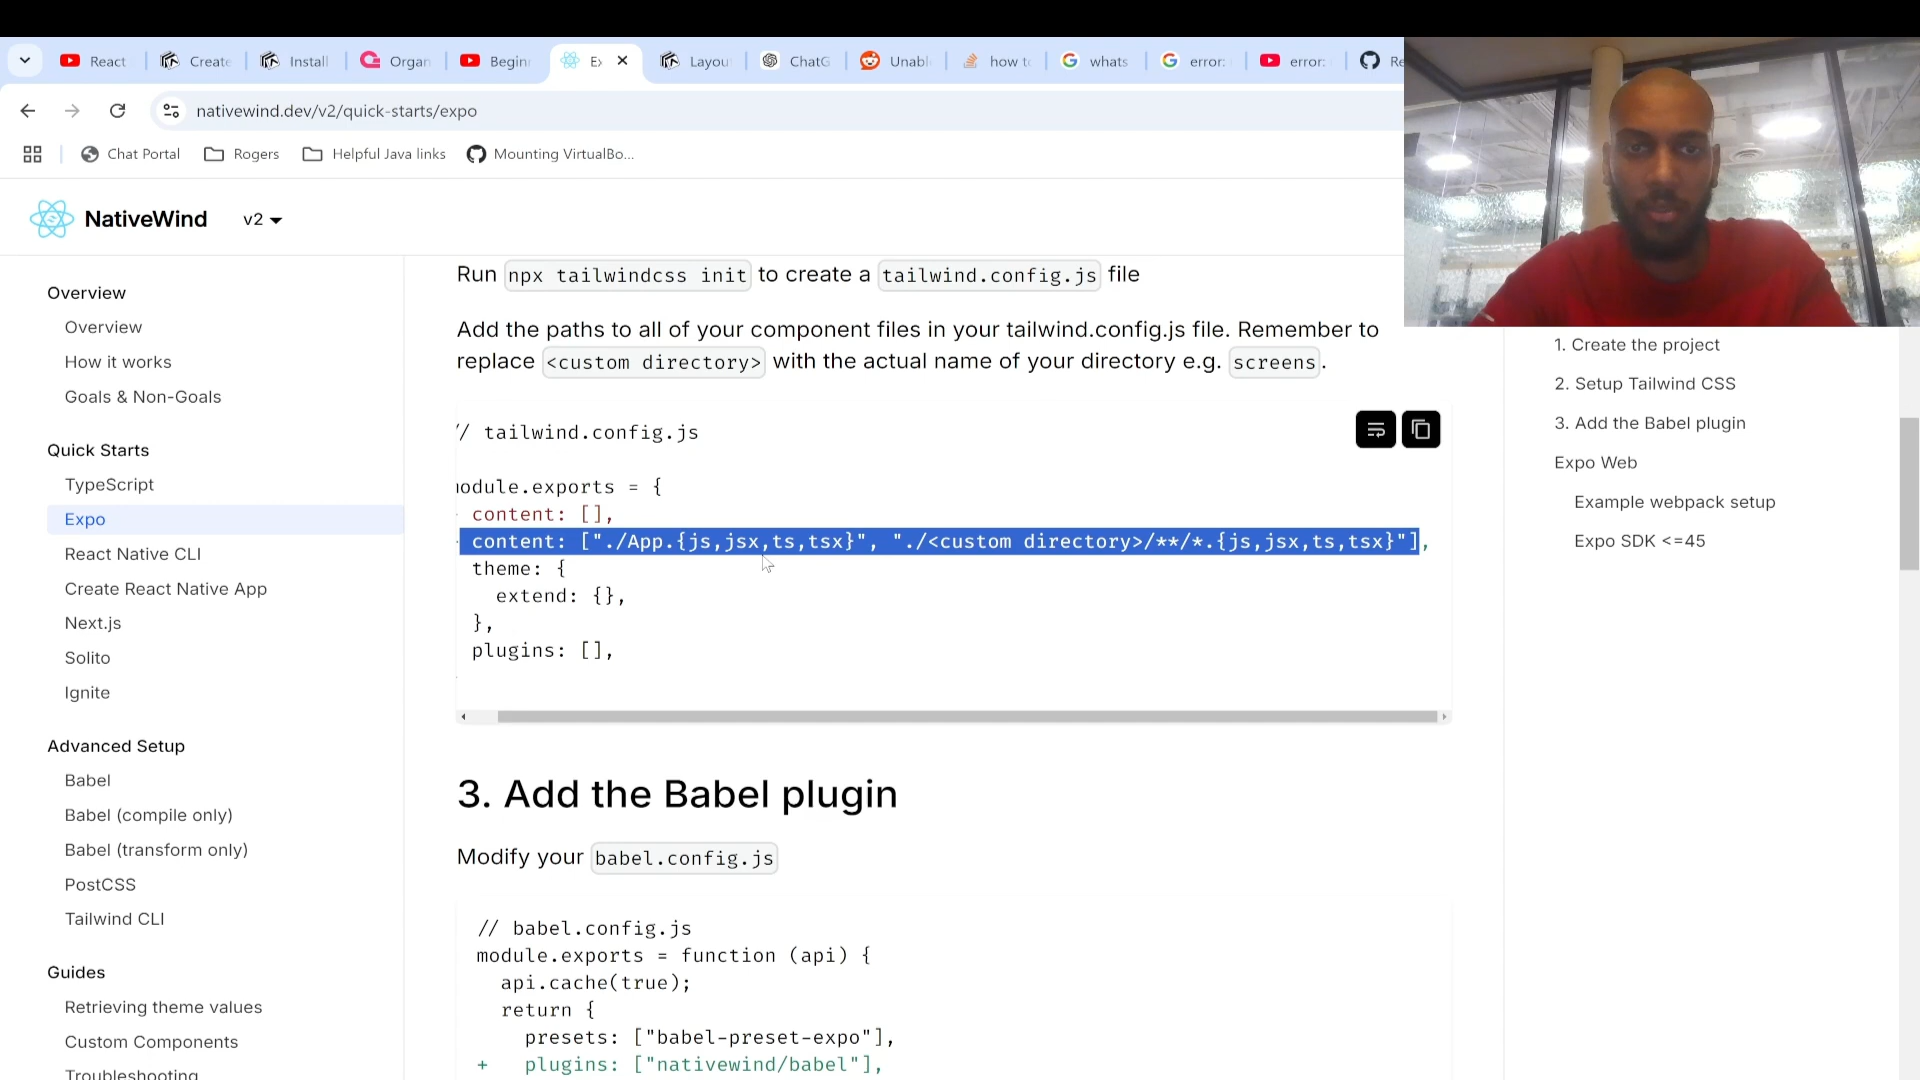 React
Create
Install
Organ
Begin
Ex
Layou
ChatG
Unabl
how to
whats
error:
error:
Re
nativewind.dev/v2/quick-starts/expo
Chat Portal
Rogers
Helpful Java links
Mounting VirtualBo...
NativeWind
v2
Overview
Overview
How it works
Goals & Non-Goals
Quick Starts
TypeScript
Expo
React Native CLI
Create React Native App
Next.js
Solito
Ignite
Advanced Setup
Babel
Babel (compile only)
Babel (transform only)
PostCSS
Tailwind CLI
Guides
Retrieving theme values
Custom Components
Troubleshooting
Run npx tailwindcss init to create a tailwind.config.js file
Add the paths to all of your component files in your tailwind.config.js file. Remember to
replace <custom directory> with the actual name of your directory e.g. screens.
// tailwind.config.js
module.exports = {
content: [],
content: ["./App.{js,jsx,ts,tsx}", "./<custom directory>/**/*.{js,jsx,ts,tsx}"],
theme: {
extend: {},
},
plugins: [],
3. Add the Babel plugin
Modify your babel.config.js
// babel.config.js
module.exports = function (api) {
api.cache(true);
return {
presets: ["babel-preset-expo"],
+ plugins: ["nativewind/babel"],
1. Create the project
2. Setup Tailwind CSS
3. Add the Babel plugin
Expo Web
Example webpack setup
Expo SDK <=45